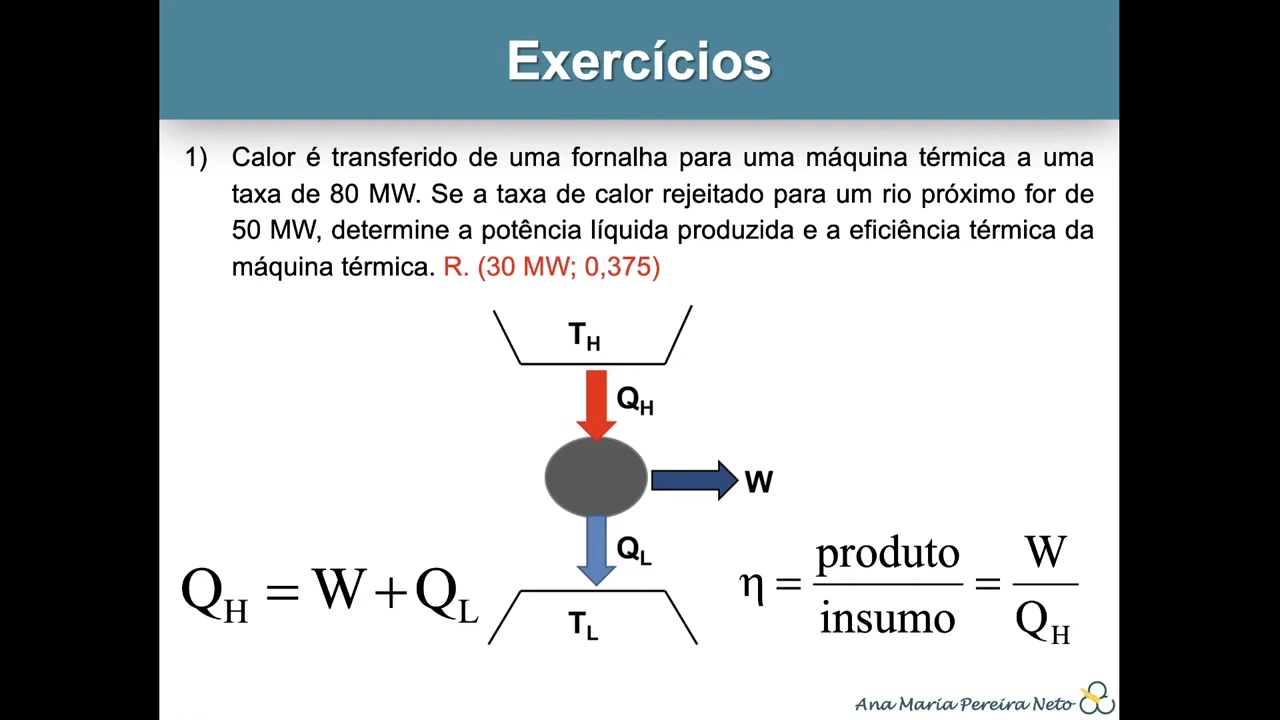 Exercícios
1) Calor é transferido de uma fornalha para uma máquina térmica a uma
taxa de 80 MW. Se a taxa de calor rejeitado para um rio próximo for de
50 MW, determine a potência líquida produzida e a eficiência térmica da
máquina térmica. R. (30 MW; 0,375)
T_H
Q_H
W
Q_L
T_L
Q_H = W + Q_L
η = produto/insumo = W/Q_H
Ana Maria Pereira Neto